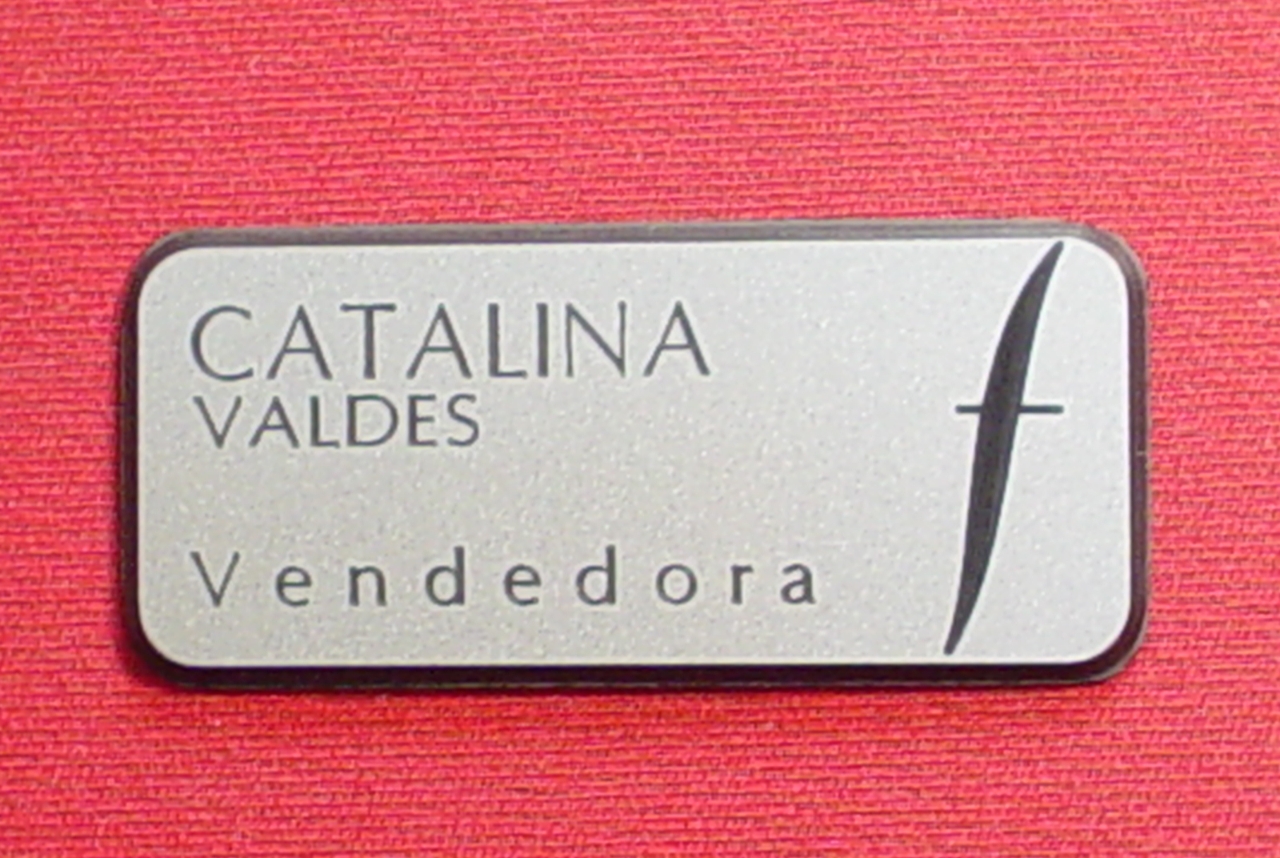 CATALINA
VALDES
Vendedora
f